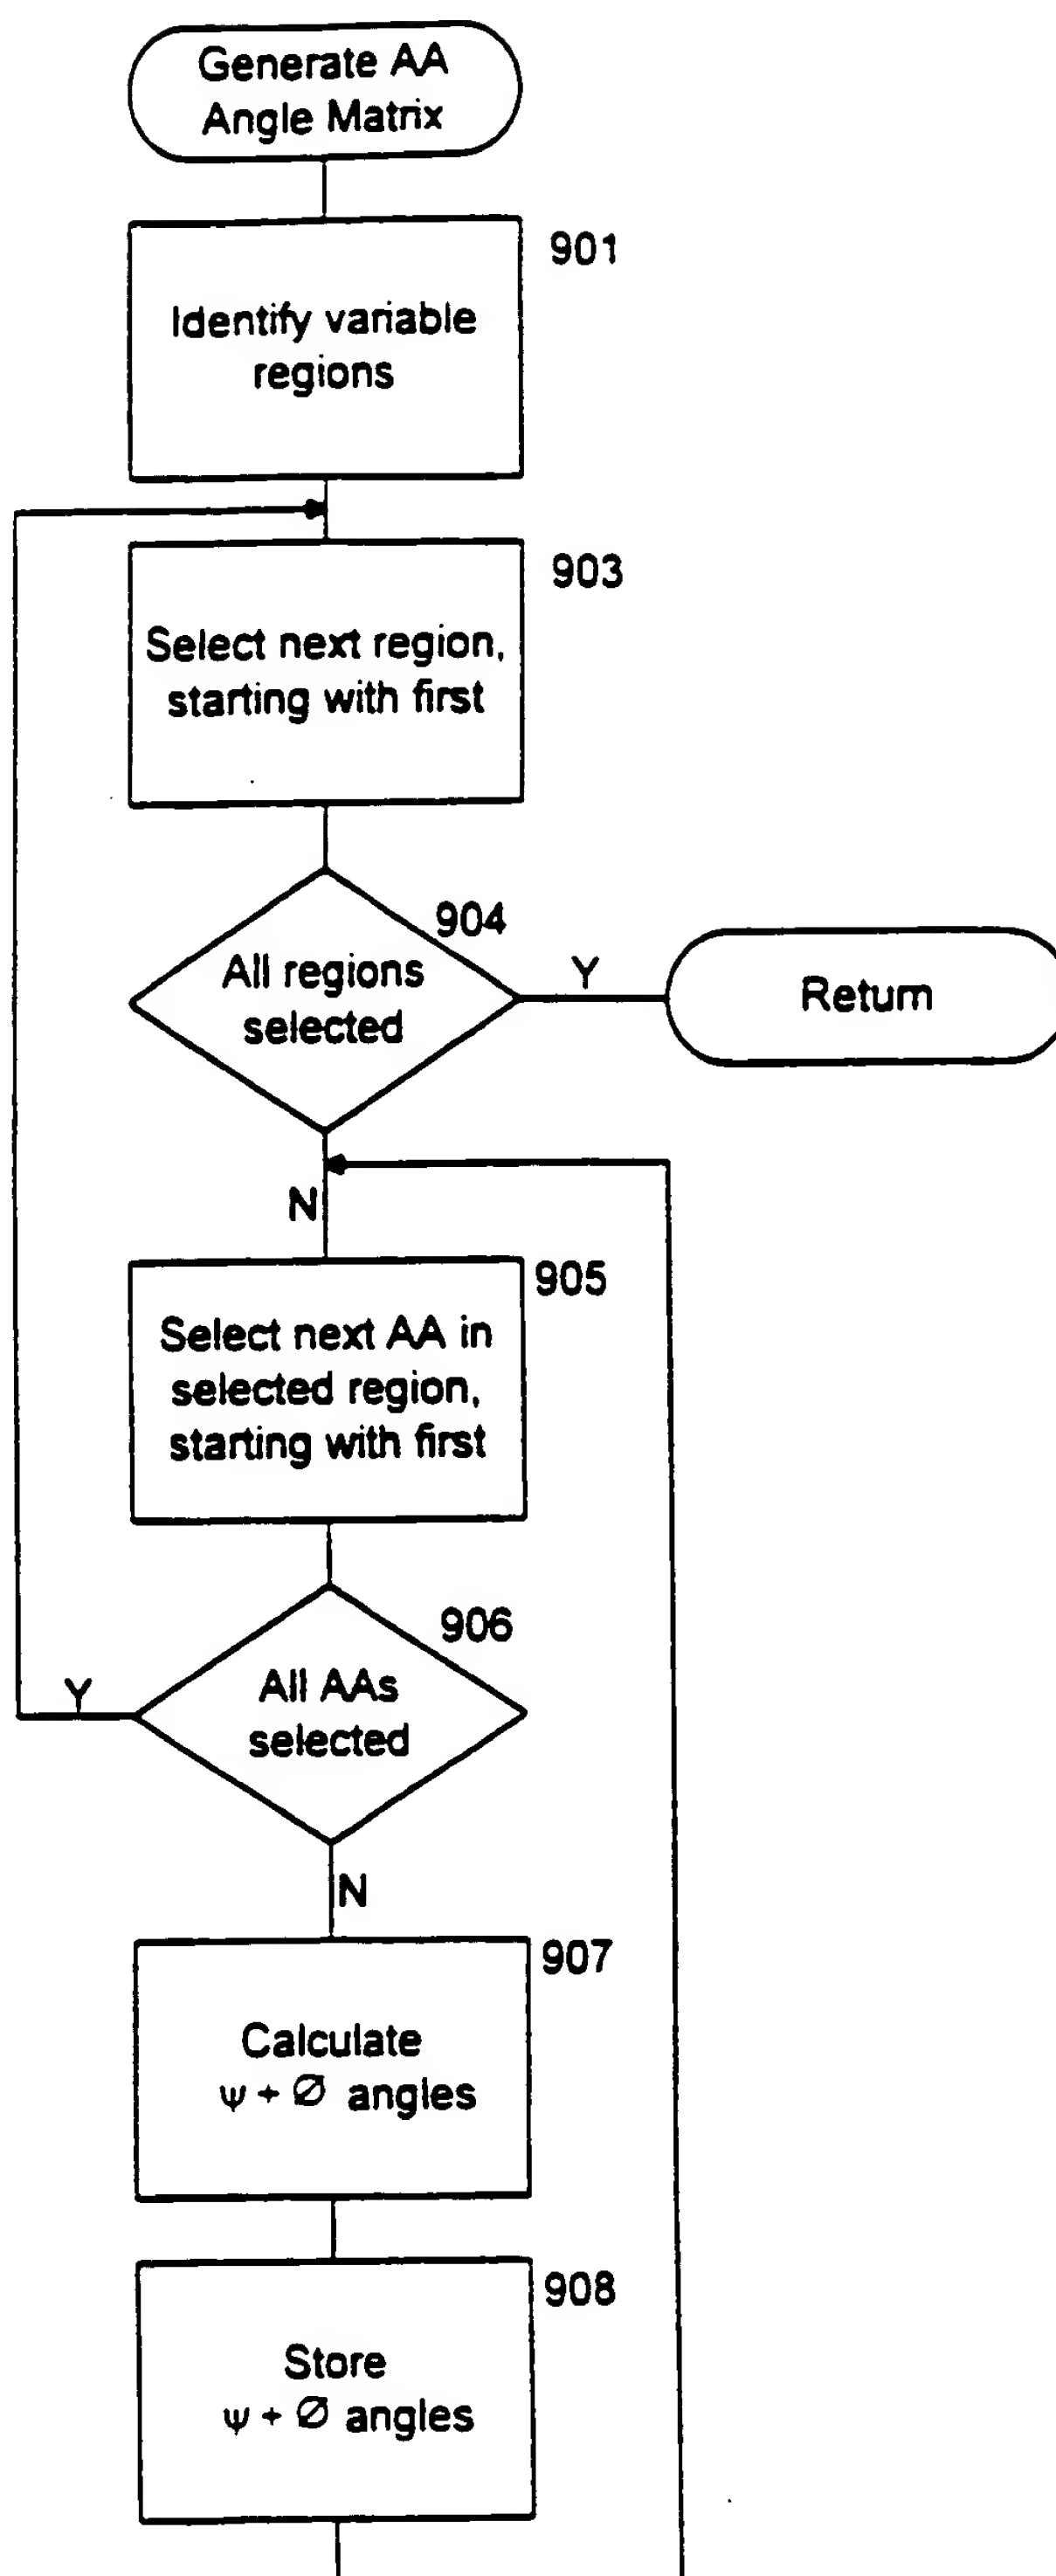 Generate AA
Angle Matrix
901
Identify variable
regions
903
Select next region,
starting with first
904
All regions
selected
Y
Return
N
905
Select next AA in
selected region,
starting with first
906
All AAs
selected
Y
N
907
Calculate
ψ + Ø angles
908
Store
ψ + Ø angles